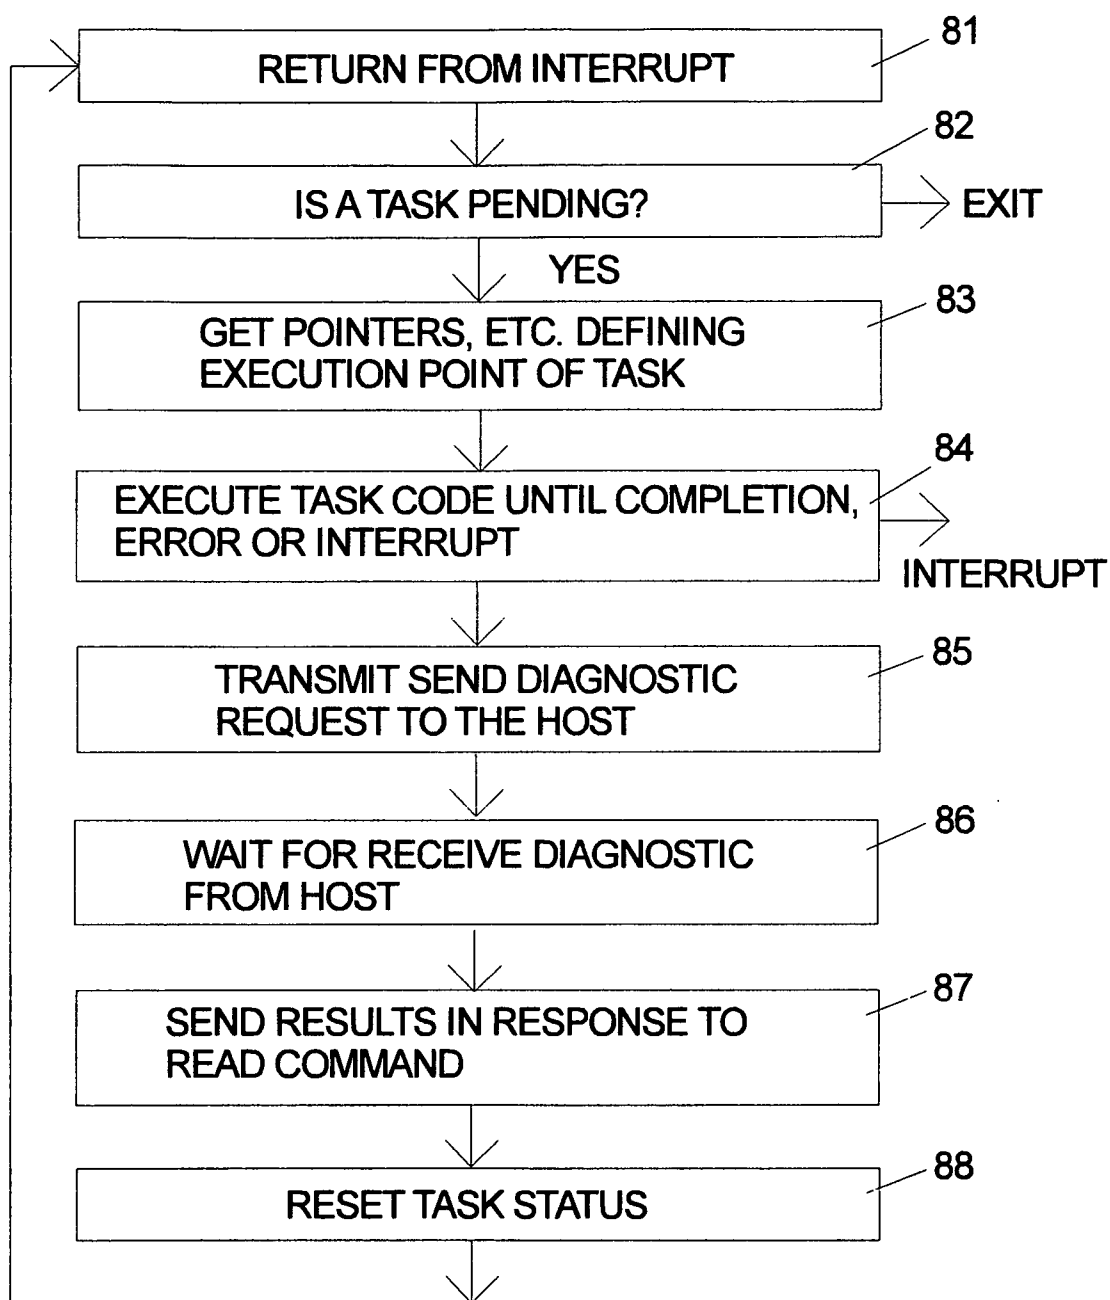 81
RETURN FROM INTERRUPT
82
IS A TASK PENDING?
EXIT
YES
83
GET POINTERS, ETC. DEFINING
EXECUTION POINT OF TASK
84
EXECUTE TASK CODE UNTIL COMPLETION,
ERROR OR INTERRUPT
INTERRUPT
85
TRANSMIT SEND DIAGNOSTIC
REQUEST TO THE HOST
86
WAIT FOR RECEIVE DIAGNOSTIC
FROM HOST
87
SEND RESULTS IN RESPONSE TO
READ COMMAND
88
RESET TASK STATUS